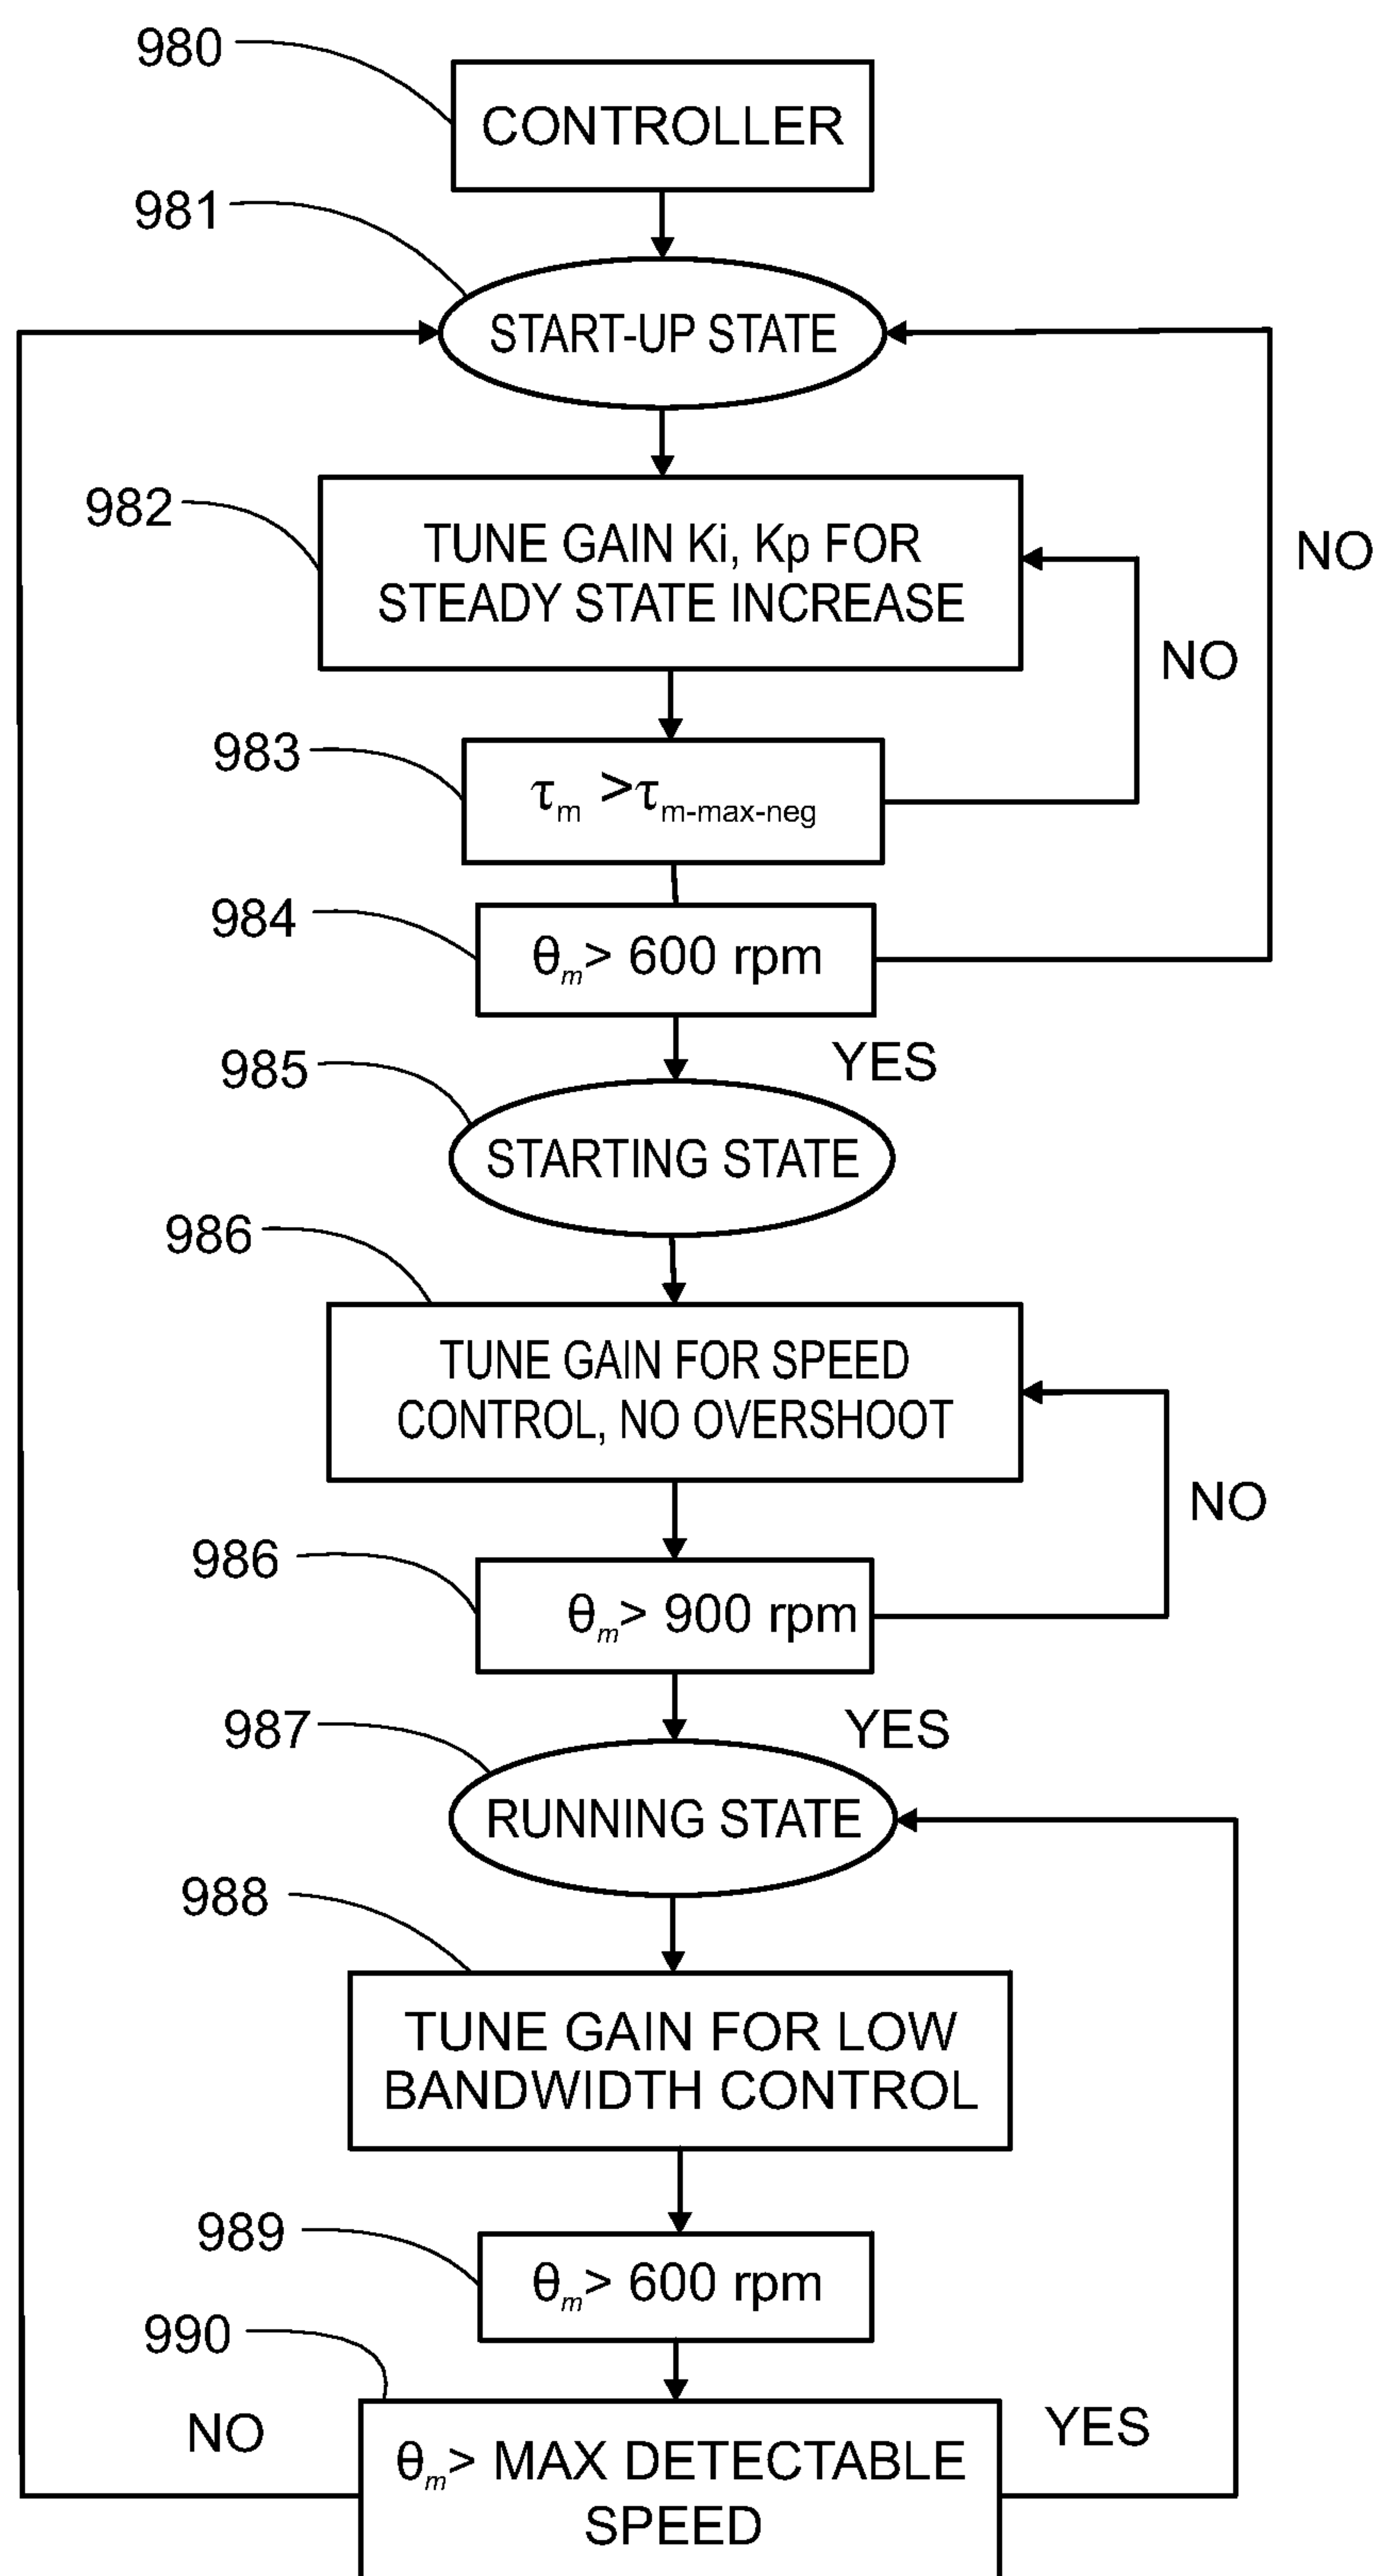 980
CONTROLLER
981
START-UP STATE
982
TUNE GAIN Ki, Kp FOR
STEADY STATE INCREASE
NO
NO
983
τm >τm-max-neg
984
θm> 600 rpm
YES
985
STARTING STATE
986
TUNE GAIN FOR SPEED
CONTROL, NO OVERSHOOT
NO
986
θm> 900 rpm
YES
987
RUNNING STATE
988
TUNE GAIN FOR LOW
BANDWIDTH CONTROL
989
θm> 600 rpm
990
NO
YES
θm> MAX DETECTABLE
SPEED